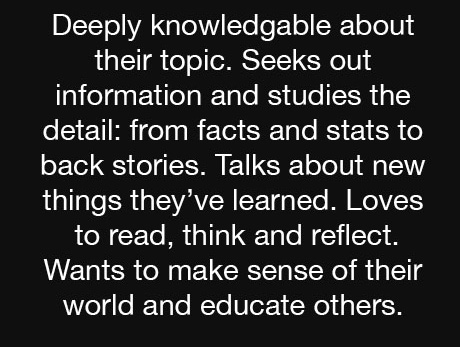 Deeply knowledgable about
their topic. Seeks out
information and studies the
detail: from facts and stats to
back stories. Talks about new
things they’ve learned. Loves
to read, think and reflect.
Wants to make sense of their
world and educate others.